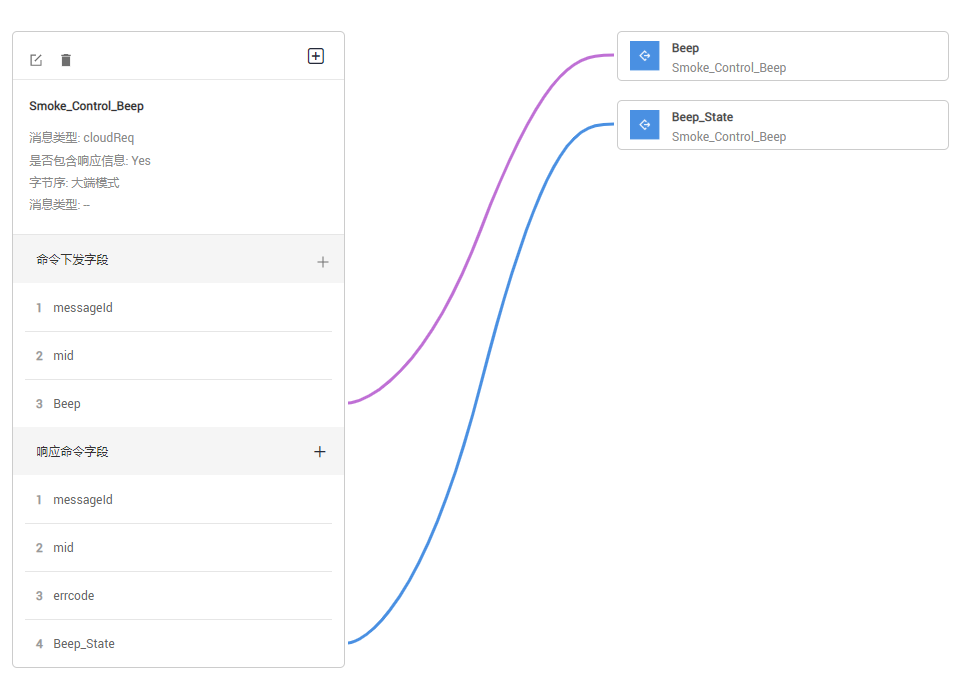 Smoke_Control_Beep
消息类型: cloudReq
是否包含响应信息: Yes
字节序: 大端模式
消息类型: –
命令下发字段
1 messageId
2 mid
3 Beep
响应命令字段
1 messageId
2 mid
3 errcode
4 Beep_State
Beep
Smoke_Control_Beep
Beep_State
Smoke_Control_Beep